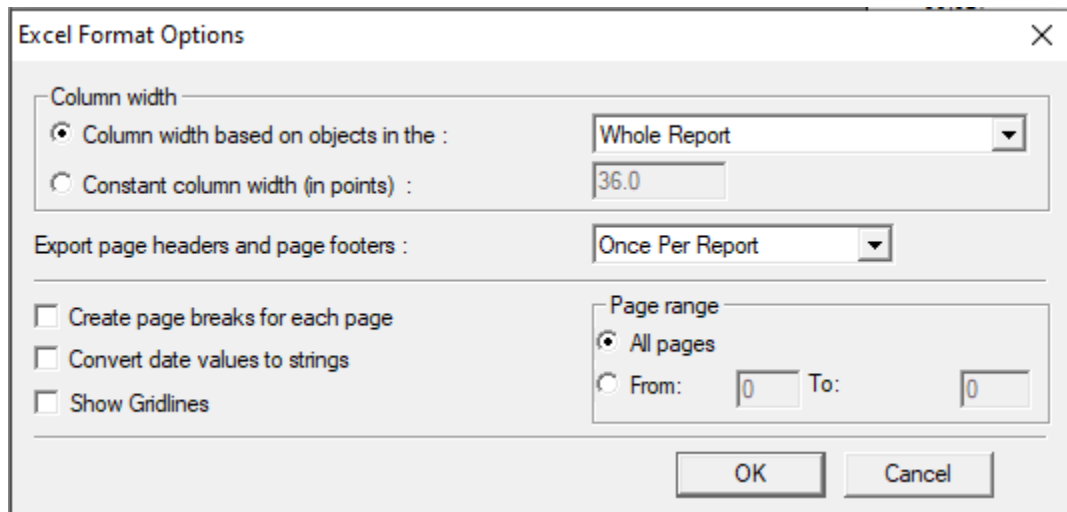 Excel Format Options
Column width
Column width based on objects in the :
Whole Report
Constant column width (in points) :
36.0
Export page headers and page footers :
Once Per Report
Create page breaks for each page
Convert date values to strings
Show Gridlines
Page range
All pages
From: 0 To: 0
OK Cancel